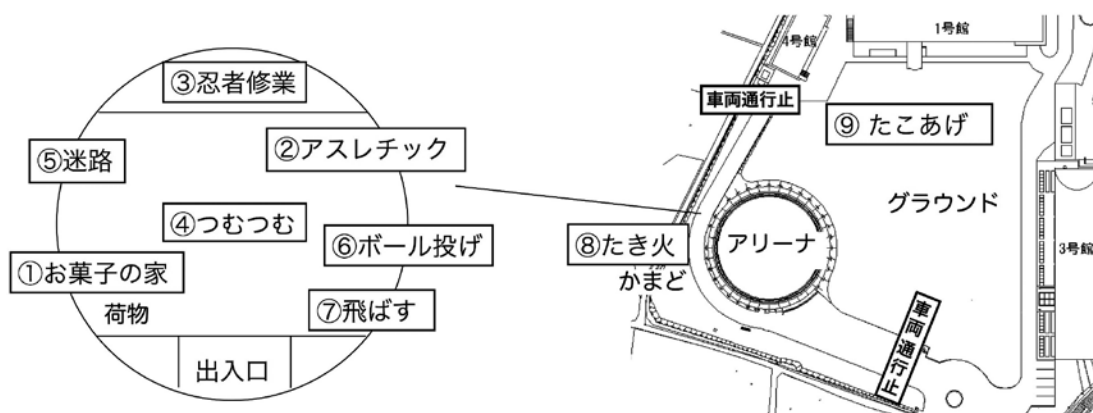 ③忍者修業
②アスレチック
⑤迷路
④つむつむ
⑥ボール投げ
①お菓子の家
荷物
⑦飛ばす
出入口
1号館
4号館
車両通行止
⑨ たこあげ
グラウンド
アリーナ
⑧たき火
かまど
3号館
車両通行止